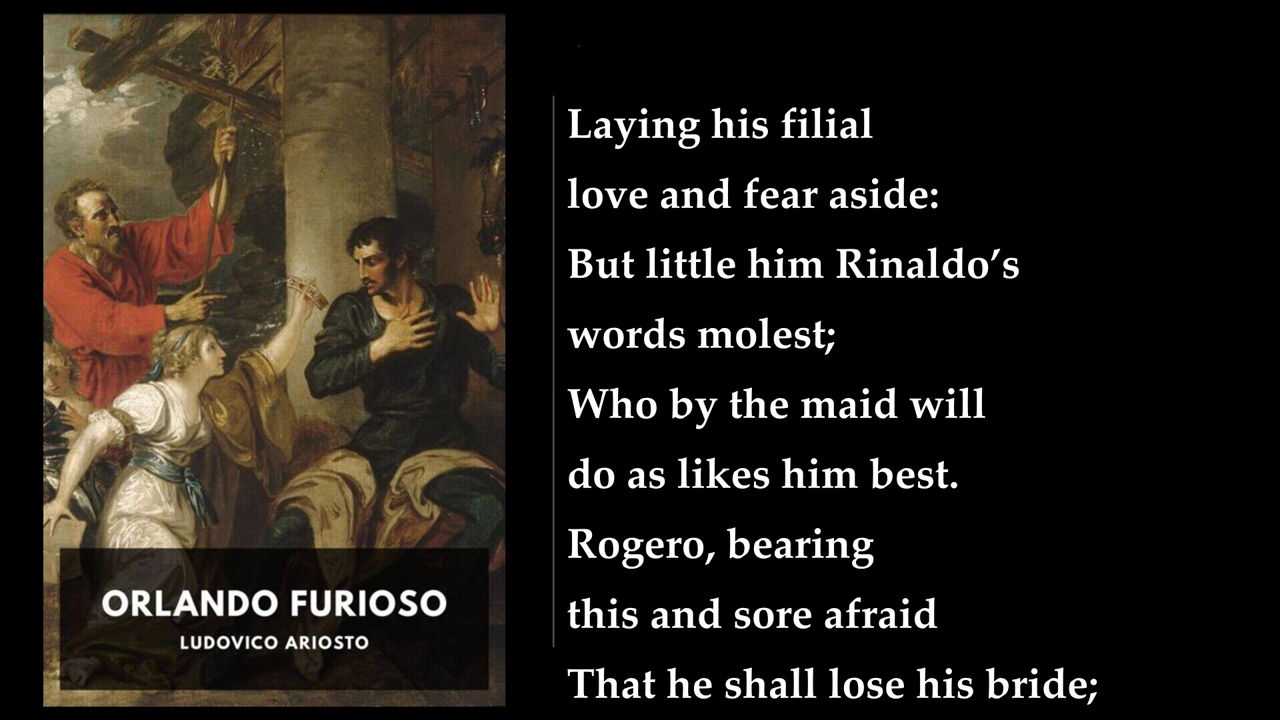 ORLANDO FURIOSO
LUDOVICO ARIOSTO
Laying his filial
love and fear aside:
But little him Rinaldo’s
words molest;
Who by the maid will
do as likes him best.
Rogero, bearing
this and sore afraid
That he shall lose his bride;